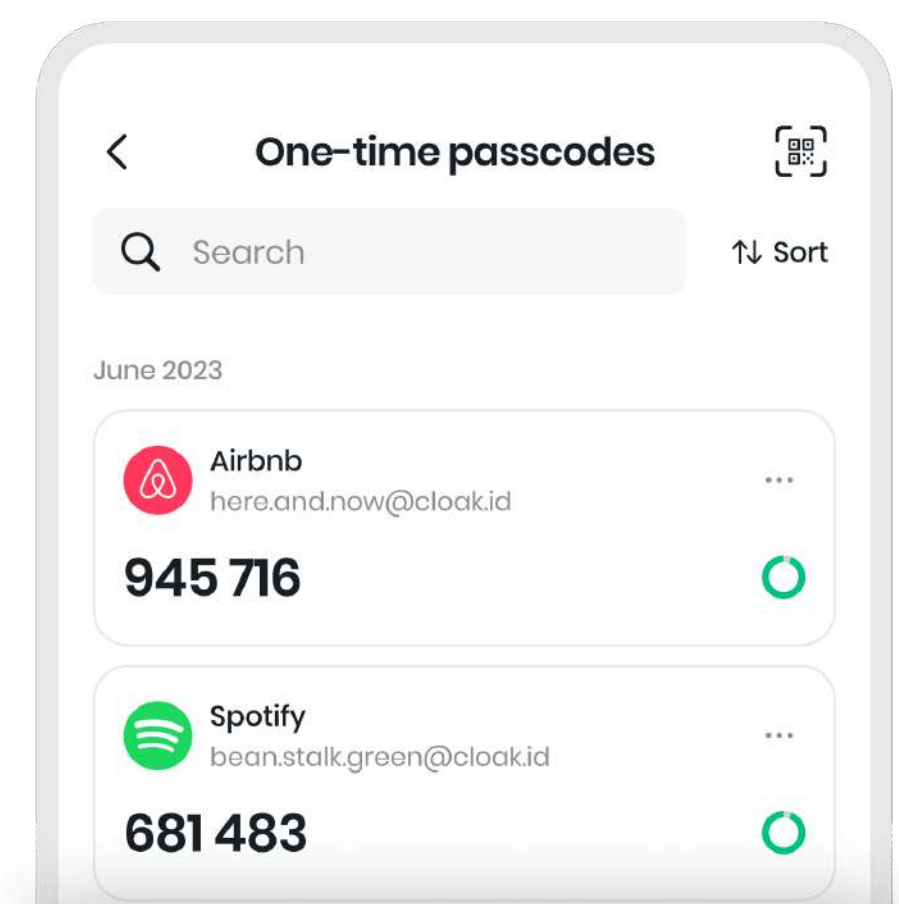 One-time passcodes
Search
Sort
June 2023
Airbnb
here.and.now@cloak.id
945 716
Spotify
bean.stalk.green@cloak.id
681 483